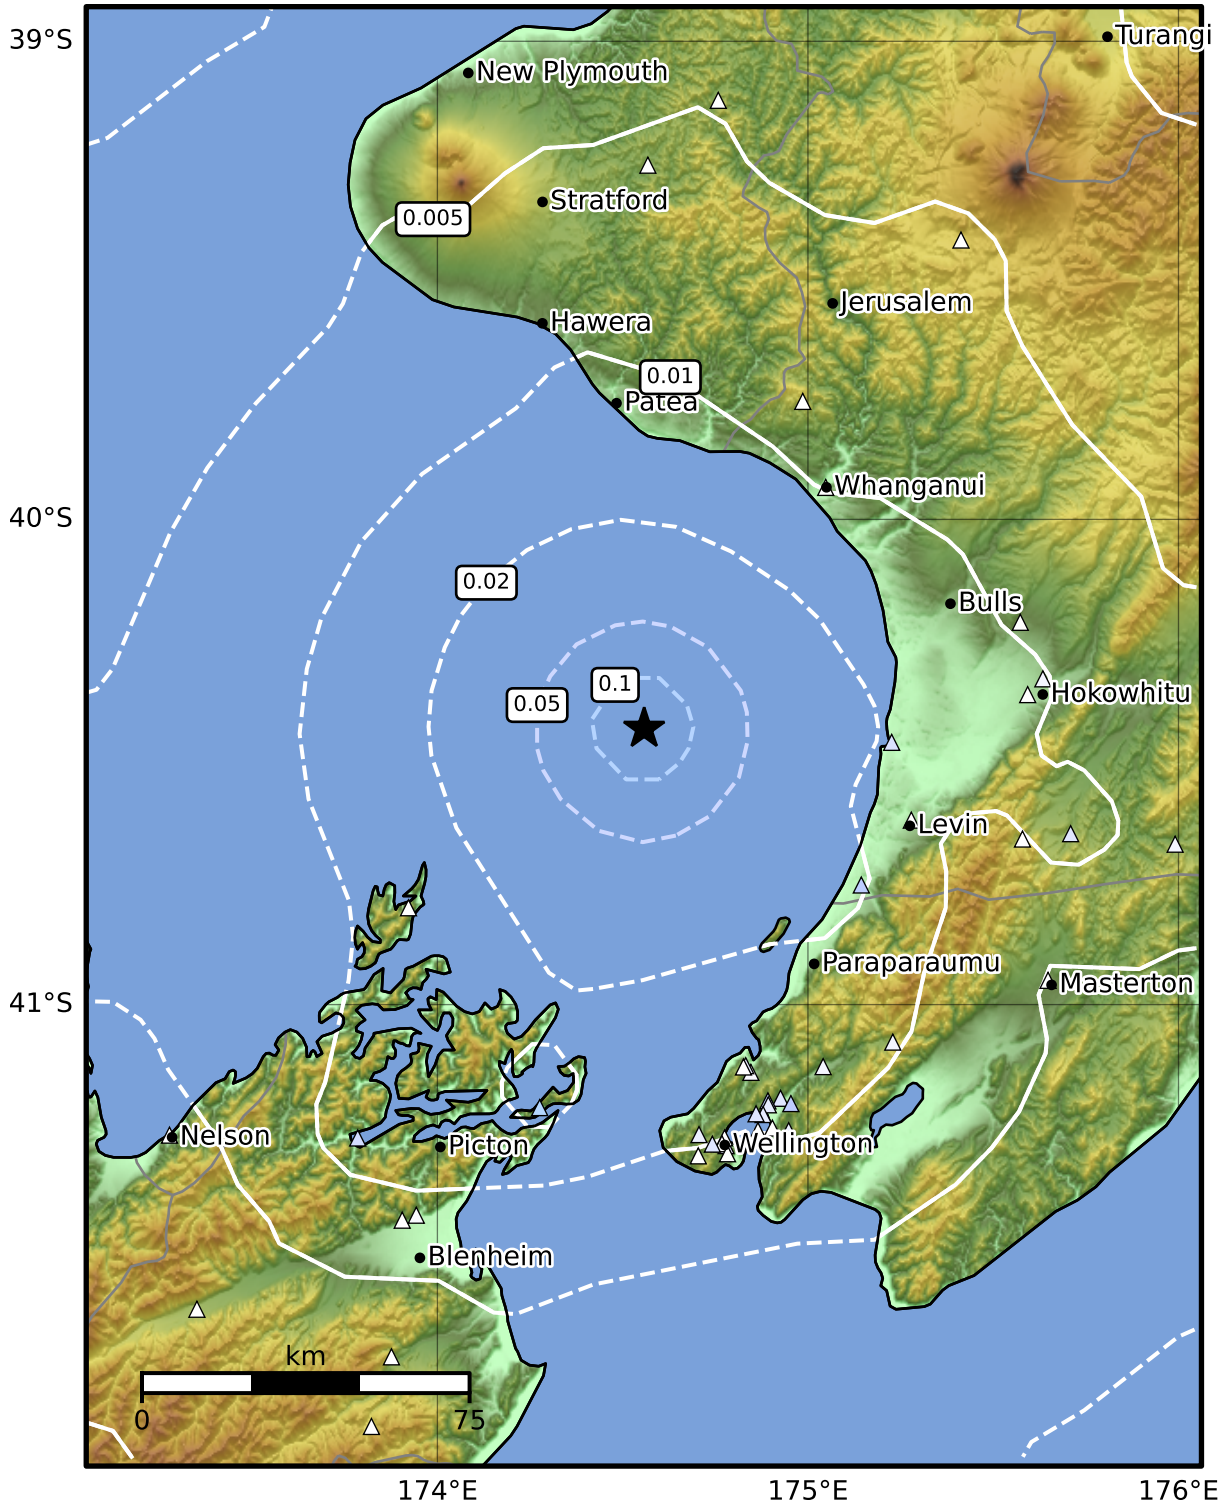 39°S
Turangi
New Plymouth
Stratford
0.005
Jerusalem
Hawera
0.01
Patea
Whanganui
40°S
0.02
Bulls
0.1
Hokowhitu
0.05
Levin
Paraparaumu
Masterton
41°S
Nelson
Picton
Wellington
Blenheim
km
0 75
174°E 175°E 176°E